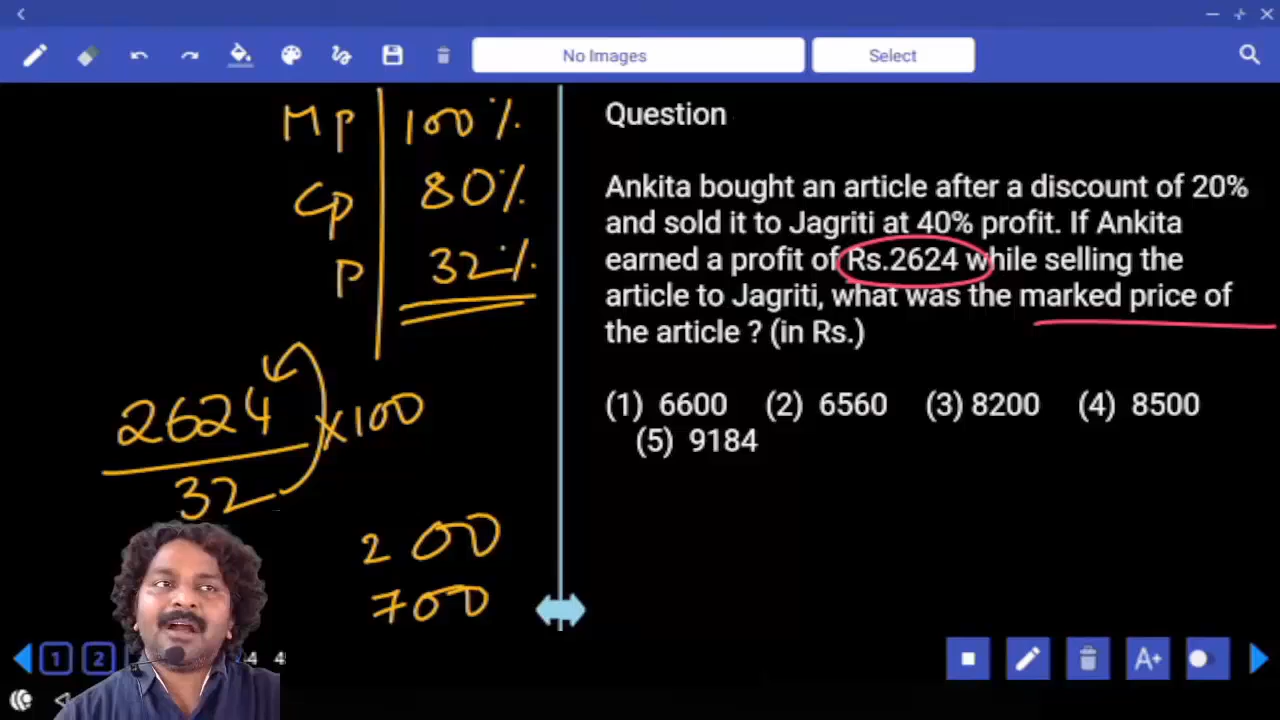 No Images
Select
Mp 100%
Cp 80%
P 32%
2624
32
×100
200
700
Question
Ankita bought an article after a discount of 20%
and sold it to Jagriti at 40% profit. If Ankita
earned a profit of Rs.2624 while selling the
article to Jagriti, what was the marked price of
the article ? (in Rs.)
(1) 6600 (2) 6560 (3) 8200 (4) 8500
(5) 9184
1 2 4 4
A+